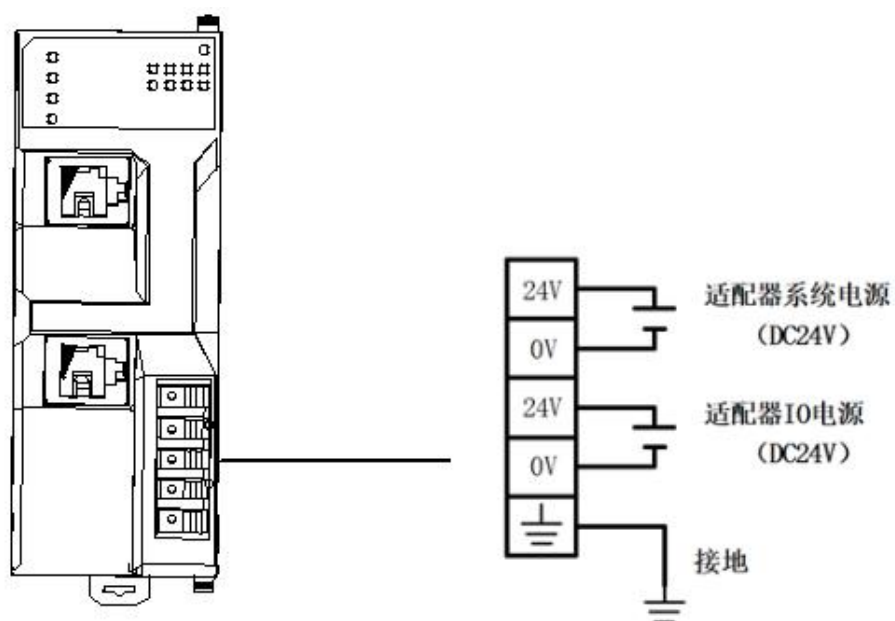 24V
适配器系统电源
（DC24V）
0V
24V
适配器IO电源
（DC24V）
0V
接地